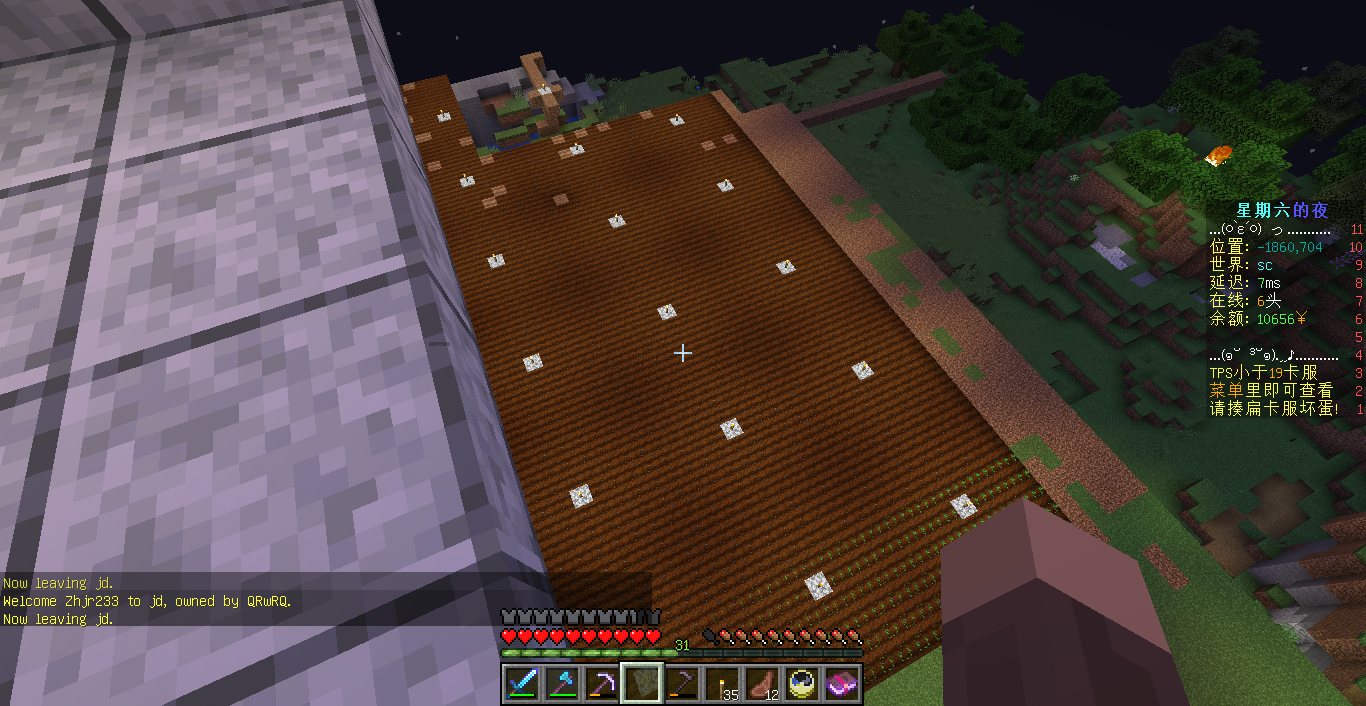 星期六的夜
...(ㅇ`ε´ㅇ) っ...........
11
位置: -1860,704
10
世界: sc
9
延迟: 7ms
8
在线: 6头
7
余额: 10656¥
6
5
4
TPS小于19卡服
3
菜单里即可查看
2
请揍扁卡服坏蛋!
1
Now leaving jd.
Welcome Zhjr233 to jd, owned by QRwRQ.
Now leaving jd.
31
35
12